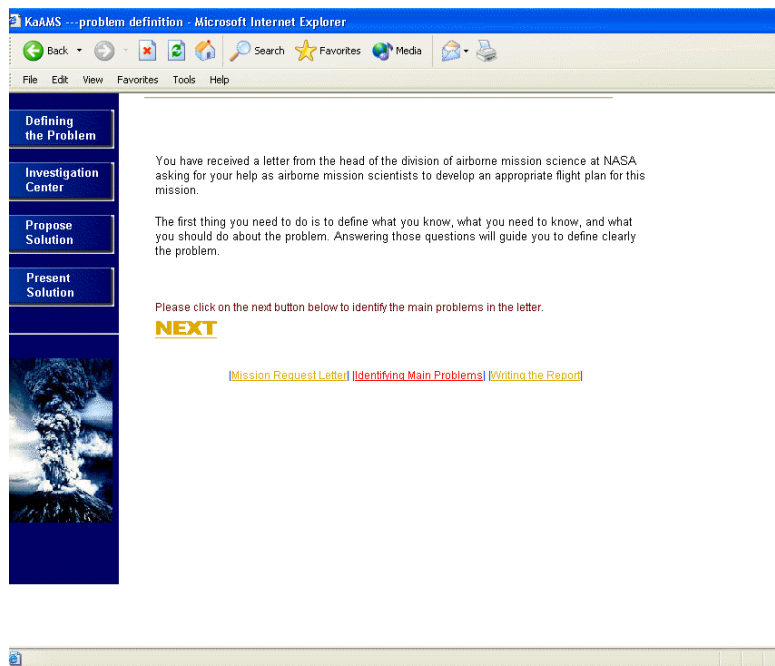 KaAMS ---problem definition - Microsoft Internet Explorer
Back Search Favorites Media
File Edit View Favorites Tools Help
Defining
the Problem
Investigation
Center
Propose
Solution
Present
Solution
You have received a letter from the head of the division of airborne mission science at NASA
asking for your help as airborne mission scientists to develop an appropriate flight plan for this
mission.
The first thing you need to do is to define what you know, what you need to know, and what
you should do about the problem. Answering those questions will guide you to define clearly
the problem.
Please click on the next button below to identify the main problems in the letter.
NEXT
|Mission Request Letter| |Identifying Main Problems| |Writing the Report|